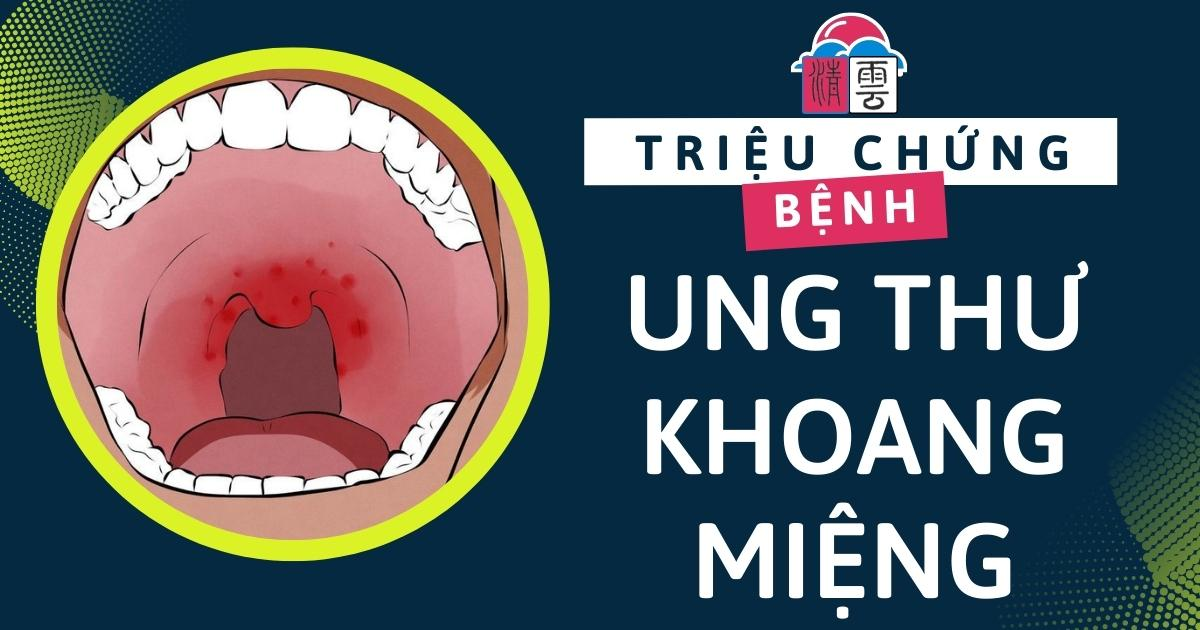 清雲
TRIỆU CHỨNG
BỆNH
UNG THƯ
KHOANG
MIỆNG